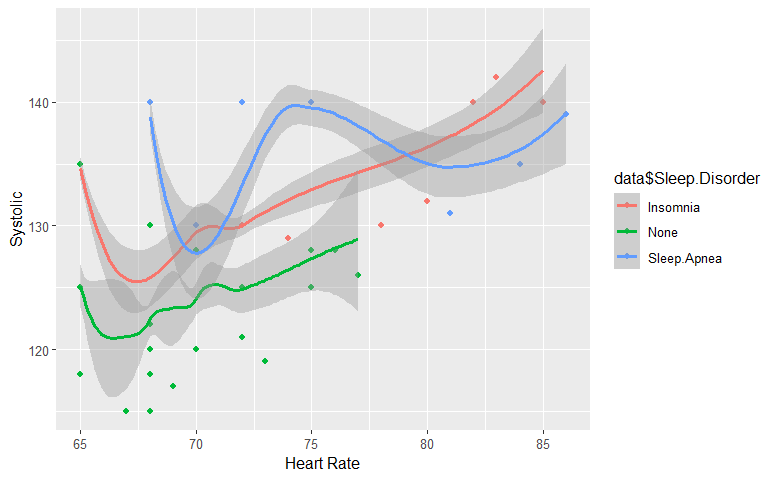 140
130
120
Systolic
65 70 75 80 85
Heart Rate
data$Sleep.Disorder
Insomnia
None
Sleep.Apnea